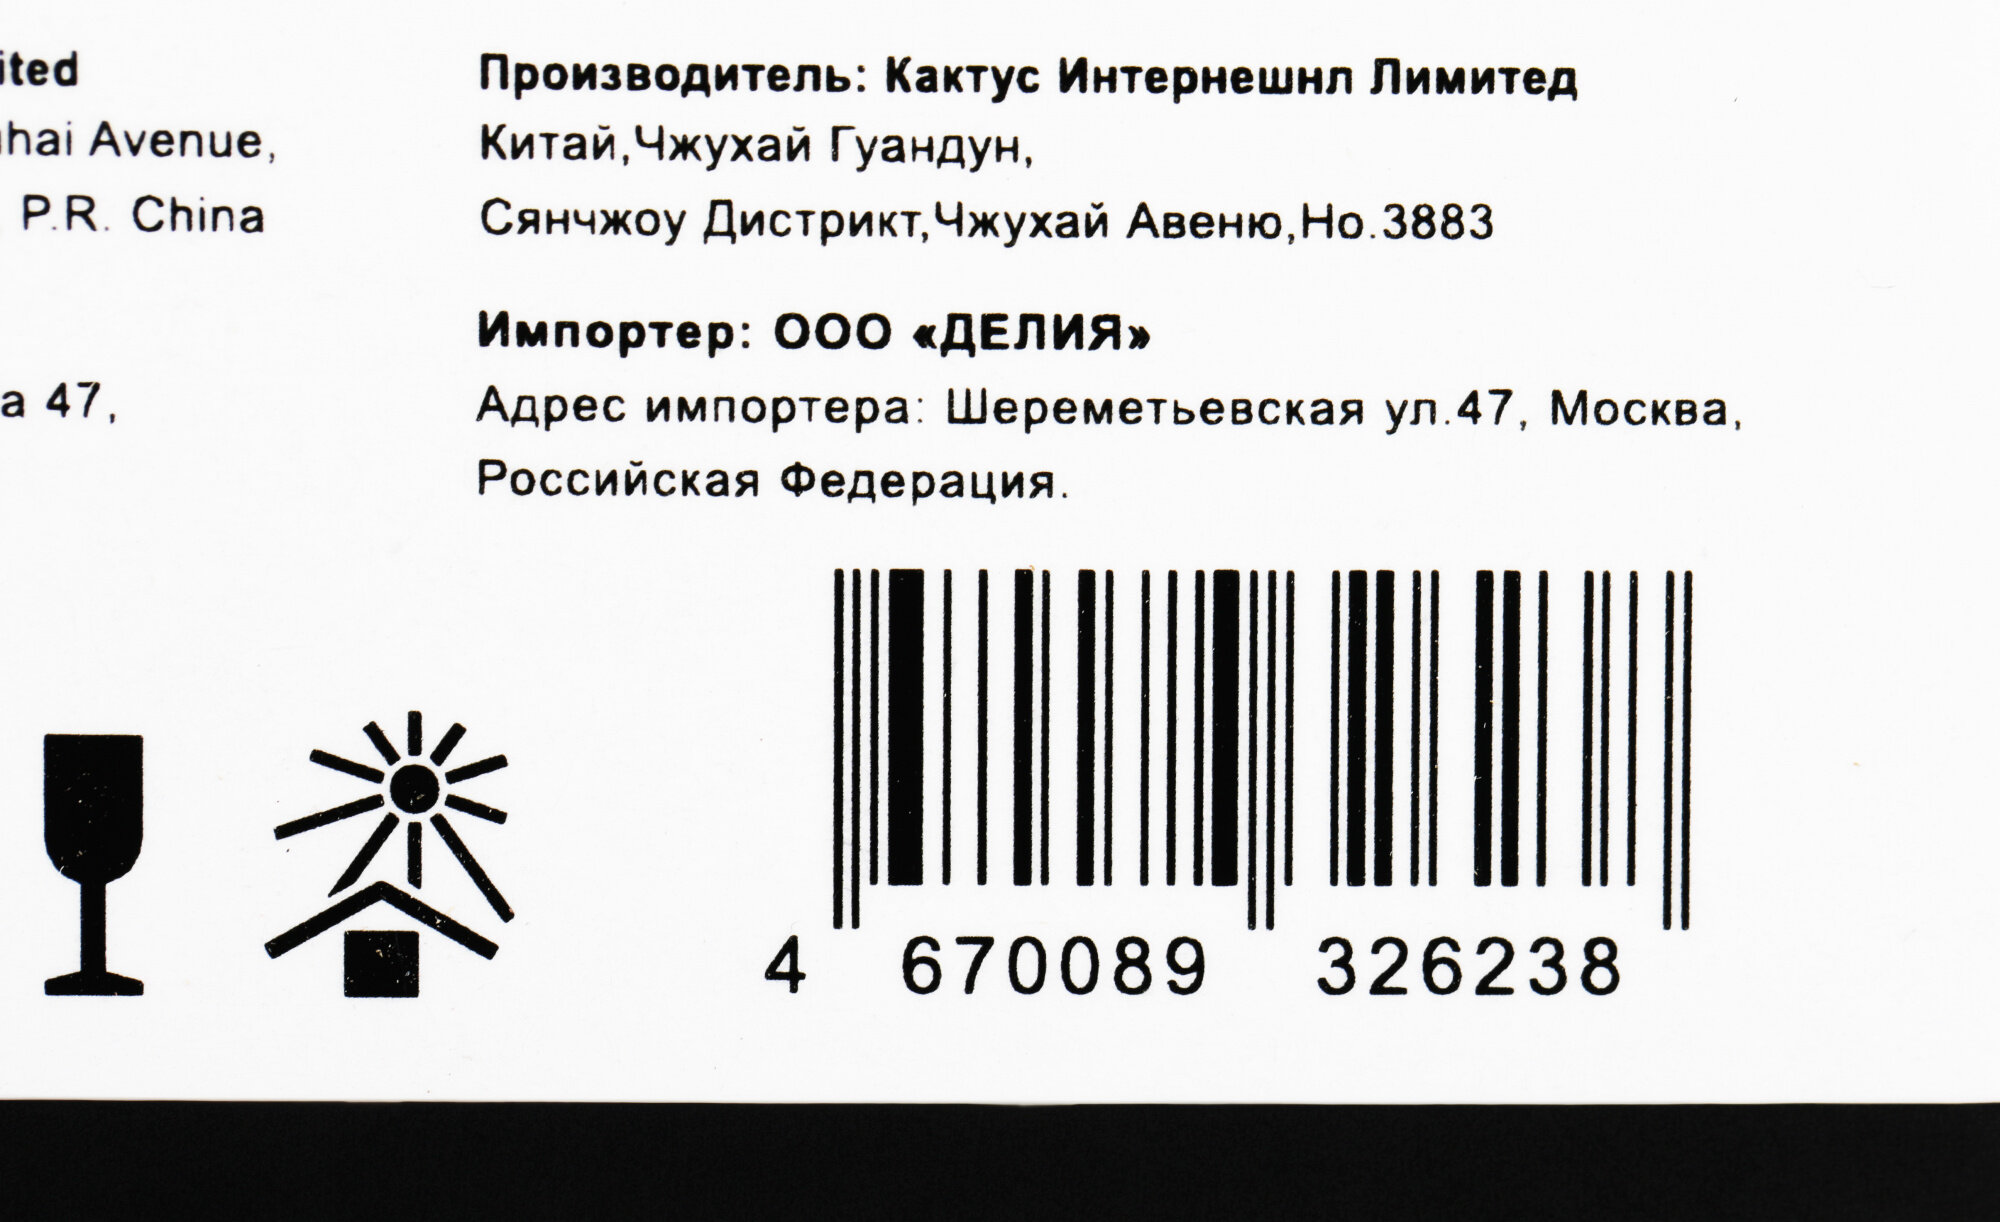 ited
hai Avenue,
P.R. China
а 47,
Производитель: Кактус Интернешнл Лимитед
Китай,Чжухай Гуандун,
Сянчжоу Дистрикт,Чжухай Авеню,Но.3883
Импортер: ООО «ДЕЛИЯ»
Адрес импортера: Шереметьевская ул.47, Москва,
Российская Федерация.
4 670089 326238